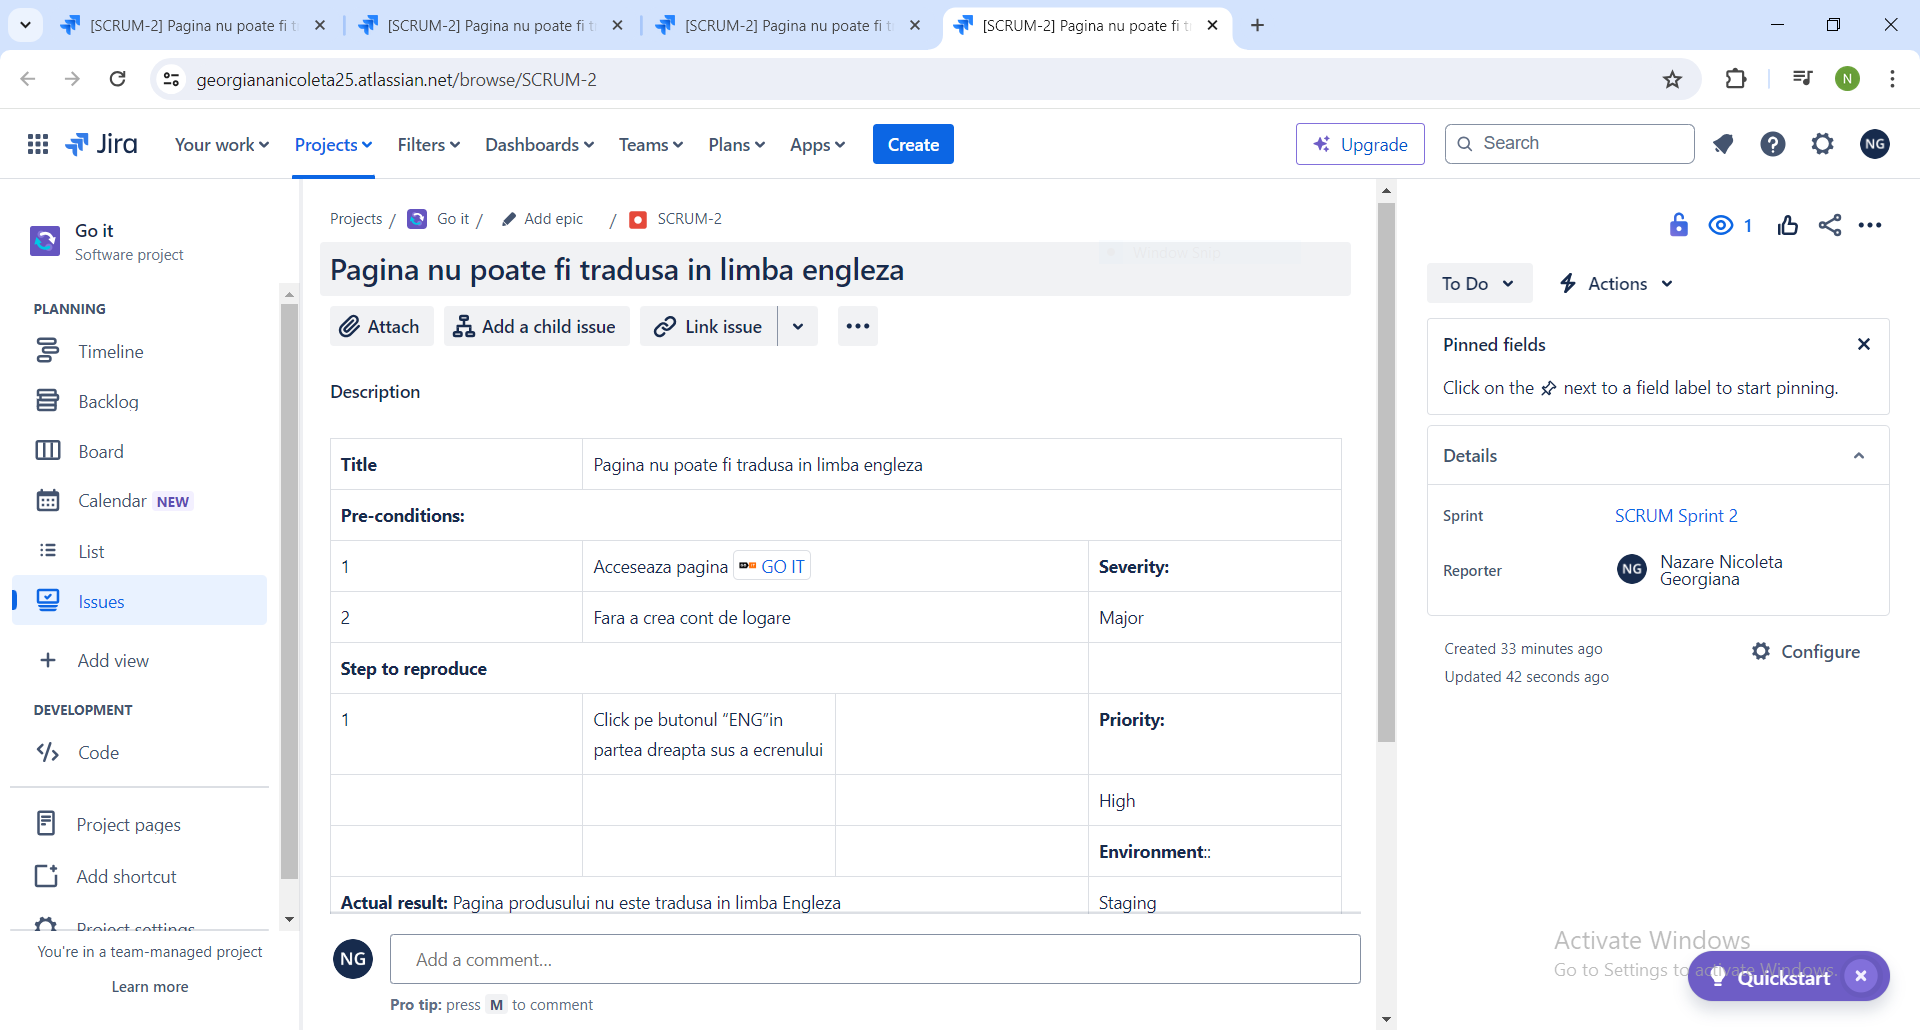 [SCRUM-2] Pagina nu poate fi t
[SCRUM-2] Pagina nu poate fi t
[SCRUM-2] Pagina nu poate fi t
[SCRUM-2] Pagina nu poate fi t
georgiananicoleta25.atlassian.net/browse/SCRUM-2
N
Jira
Your work
Projects
Filters
Dashboards
Teams
Plans
Apps
Create
Upgrade
Search
NG
Go it
Software project
PLANNING
Timeline
Backlog
Board
Calendar NEW
List
Issues
Add view
DEVELOPMENT
Code
Project pages
Add shortcut
Project settings
You're in a team-managed project
Learn more
Projects / Go it / Add epic / SCRUM-2
Window Snip
Pagina nu poate fi tradusa in limba engleza
Attach
Add a child issue
Link issue
Description
Title Pagina nu poate fi tradusa in limba engleza
Pre-conditions:
1 Acceseaza pagina GO IT Severity:
2 Fara a crea cont de logare Major
Step to reproduce
1 Click pe butonul “ENG”in Priority:
partea dreapta sus a ecrenului
High
Environment::
Actual result: Pagina produsului nu este tradusa in limba Engleza Staging
NG
Add a comment...
Pro tip: press M to comment
1
To Do
Actions
Pinned fields
Click on the next to a field label to start pinning.
Details
Sprint SCRUM Sprint 2
Reporter NG Nazare Nicoleta
Georgiana
Created 33 minutes ago
Configure
Updated 42 seconds ago
Activate Windows
Go to Settings to activate Windows.
Quickstart